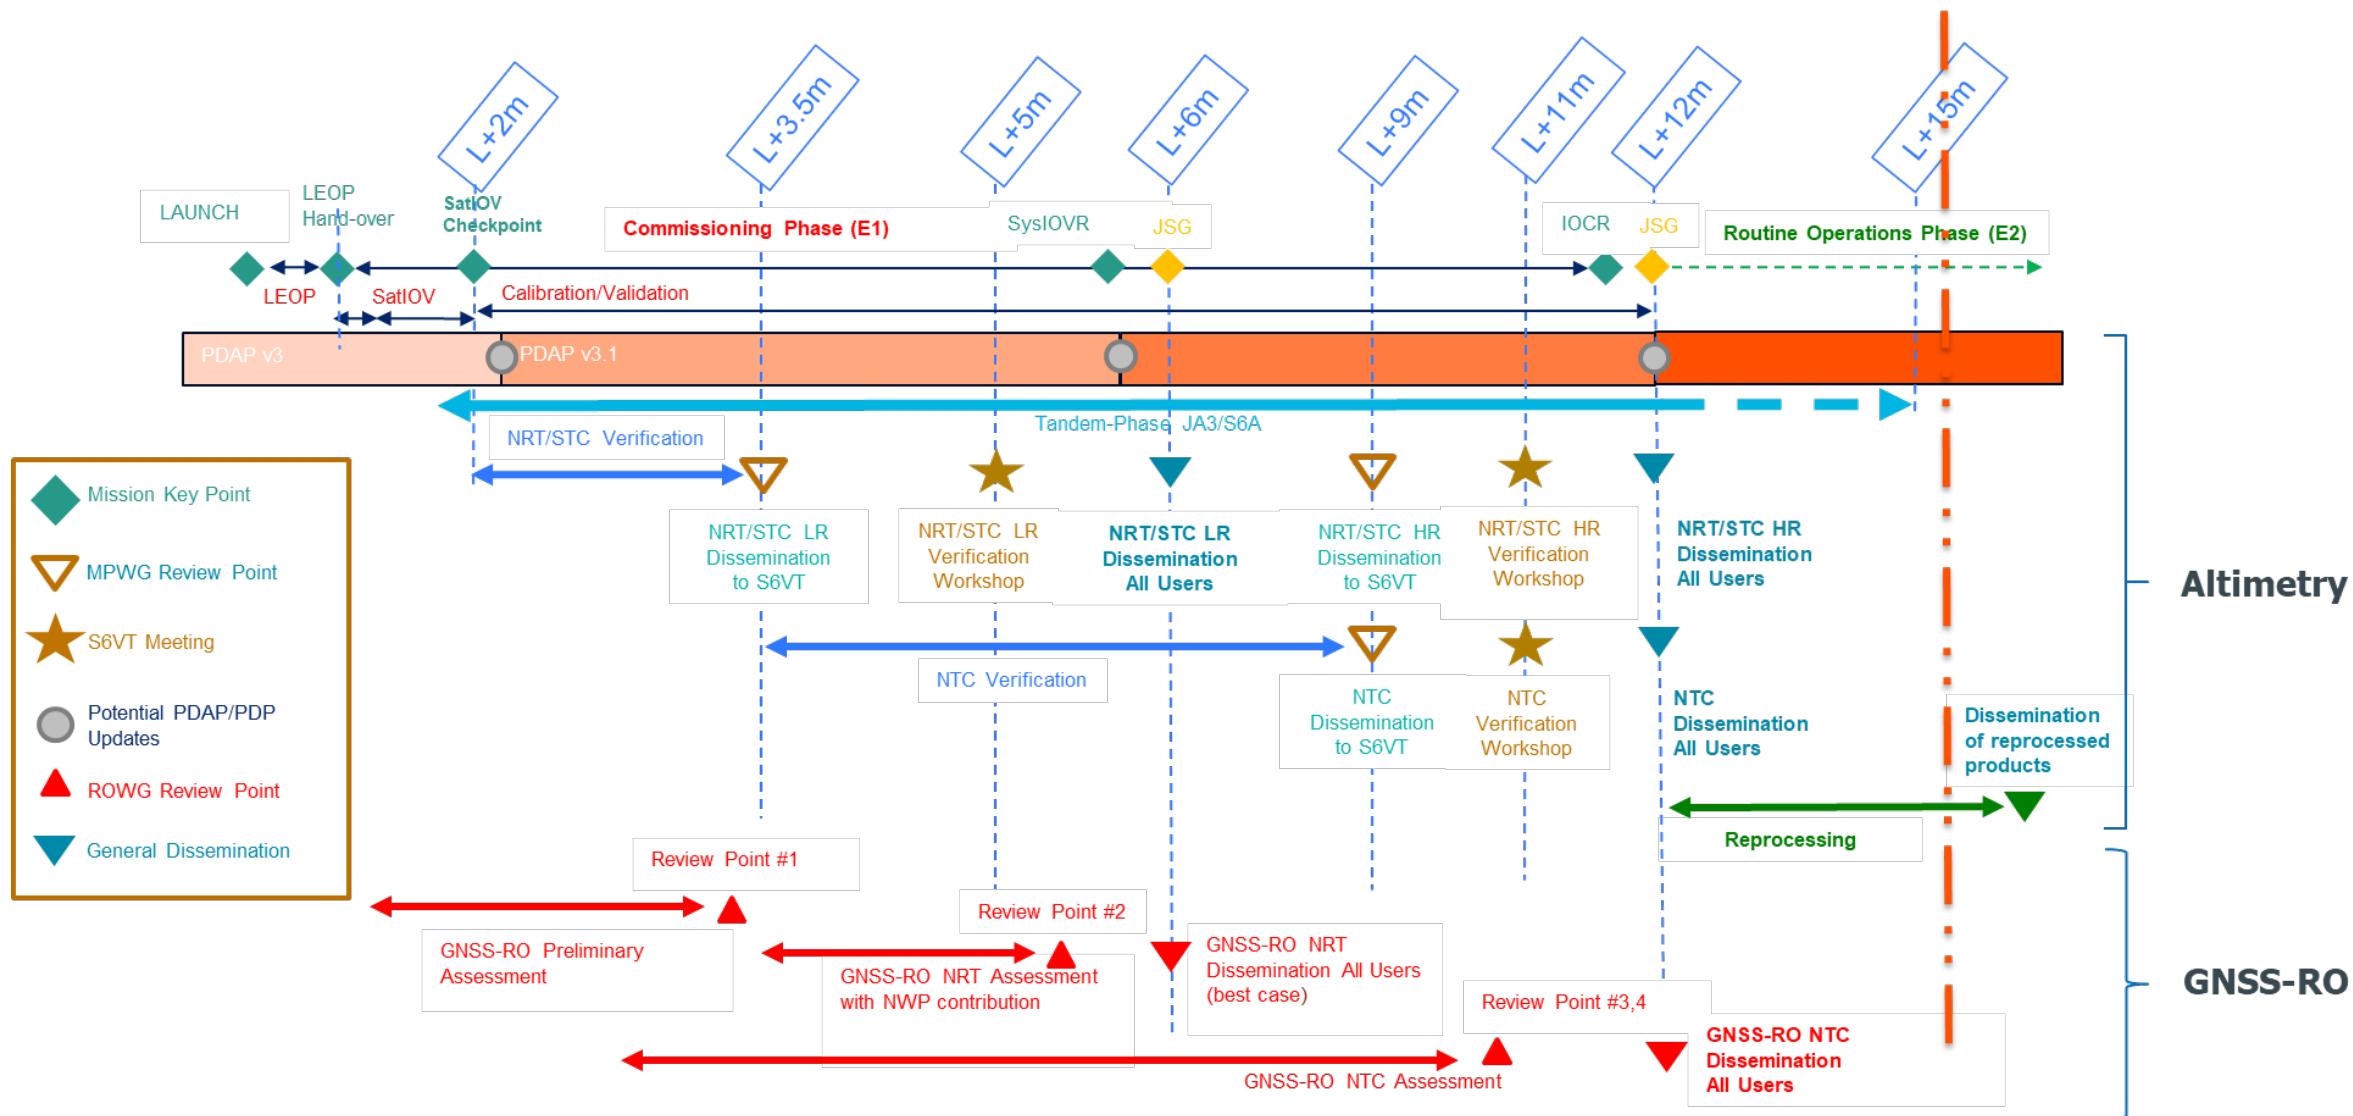 L+2m
L+3.5m
L+5m
L+6m
L+9m
L+11m
L+12m
L+15m
LAUNCH
LEOP
Hand-over
SatIOV
Checkpoint
Commissioning Phase (E1)
SysIOVR
JSG
IOCR
JSG
Routine Operations Phase (E2)
LEOP
SatIOV
Calibration/Validation
PDAP v3
PDAP v3.1
Tandem-Phase JA3/S6A
NRT/STC Verification
Mission Key Point
MPWG Review Point
S6VT Meeting
Potential PDAP/PDP
Updates
ROWG Review Point
General Dissemination
NRT/STC LR
Dissemination
to S6VT
NRT/STC LR
Verification
Workshop
NRT/STC LR
Dissemination
All Users
NRT/STC HR
Dissemination
to S6VT
NRT/STC HR
Verification
Workshop
NRT/STC HR
Dissemination
All Users
Altimetry
NTC Verification
NTC
Dissemination
to S6VT
NTC
Verification
Workshop
NTC
Dissemination
All Users
Dissemination
of reprocessed
products
Reprocessing
Review Point #1
GNSS-RO Preliminary
Assessment
Review Point #2
GNSS-RO NRT Assessment
with NWP contribution
GNSS-RO NRT
Dissemination All Users
(best case)
Review Point #3,4
GNSS-RO NTC Assessment
GNSS-RO NTC
Dissemination
All Users
GNSS-RO